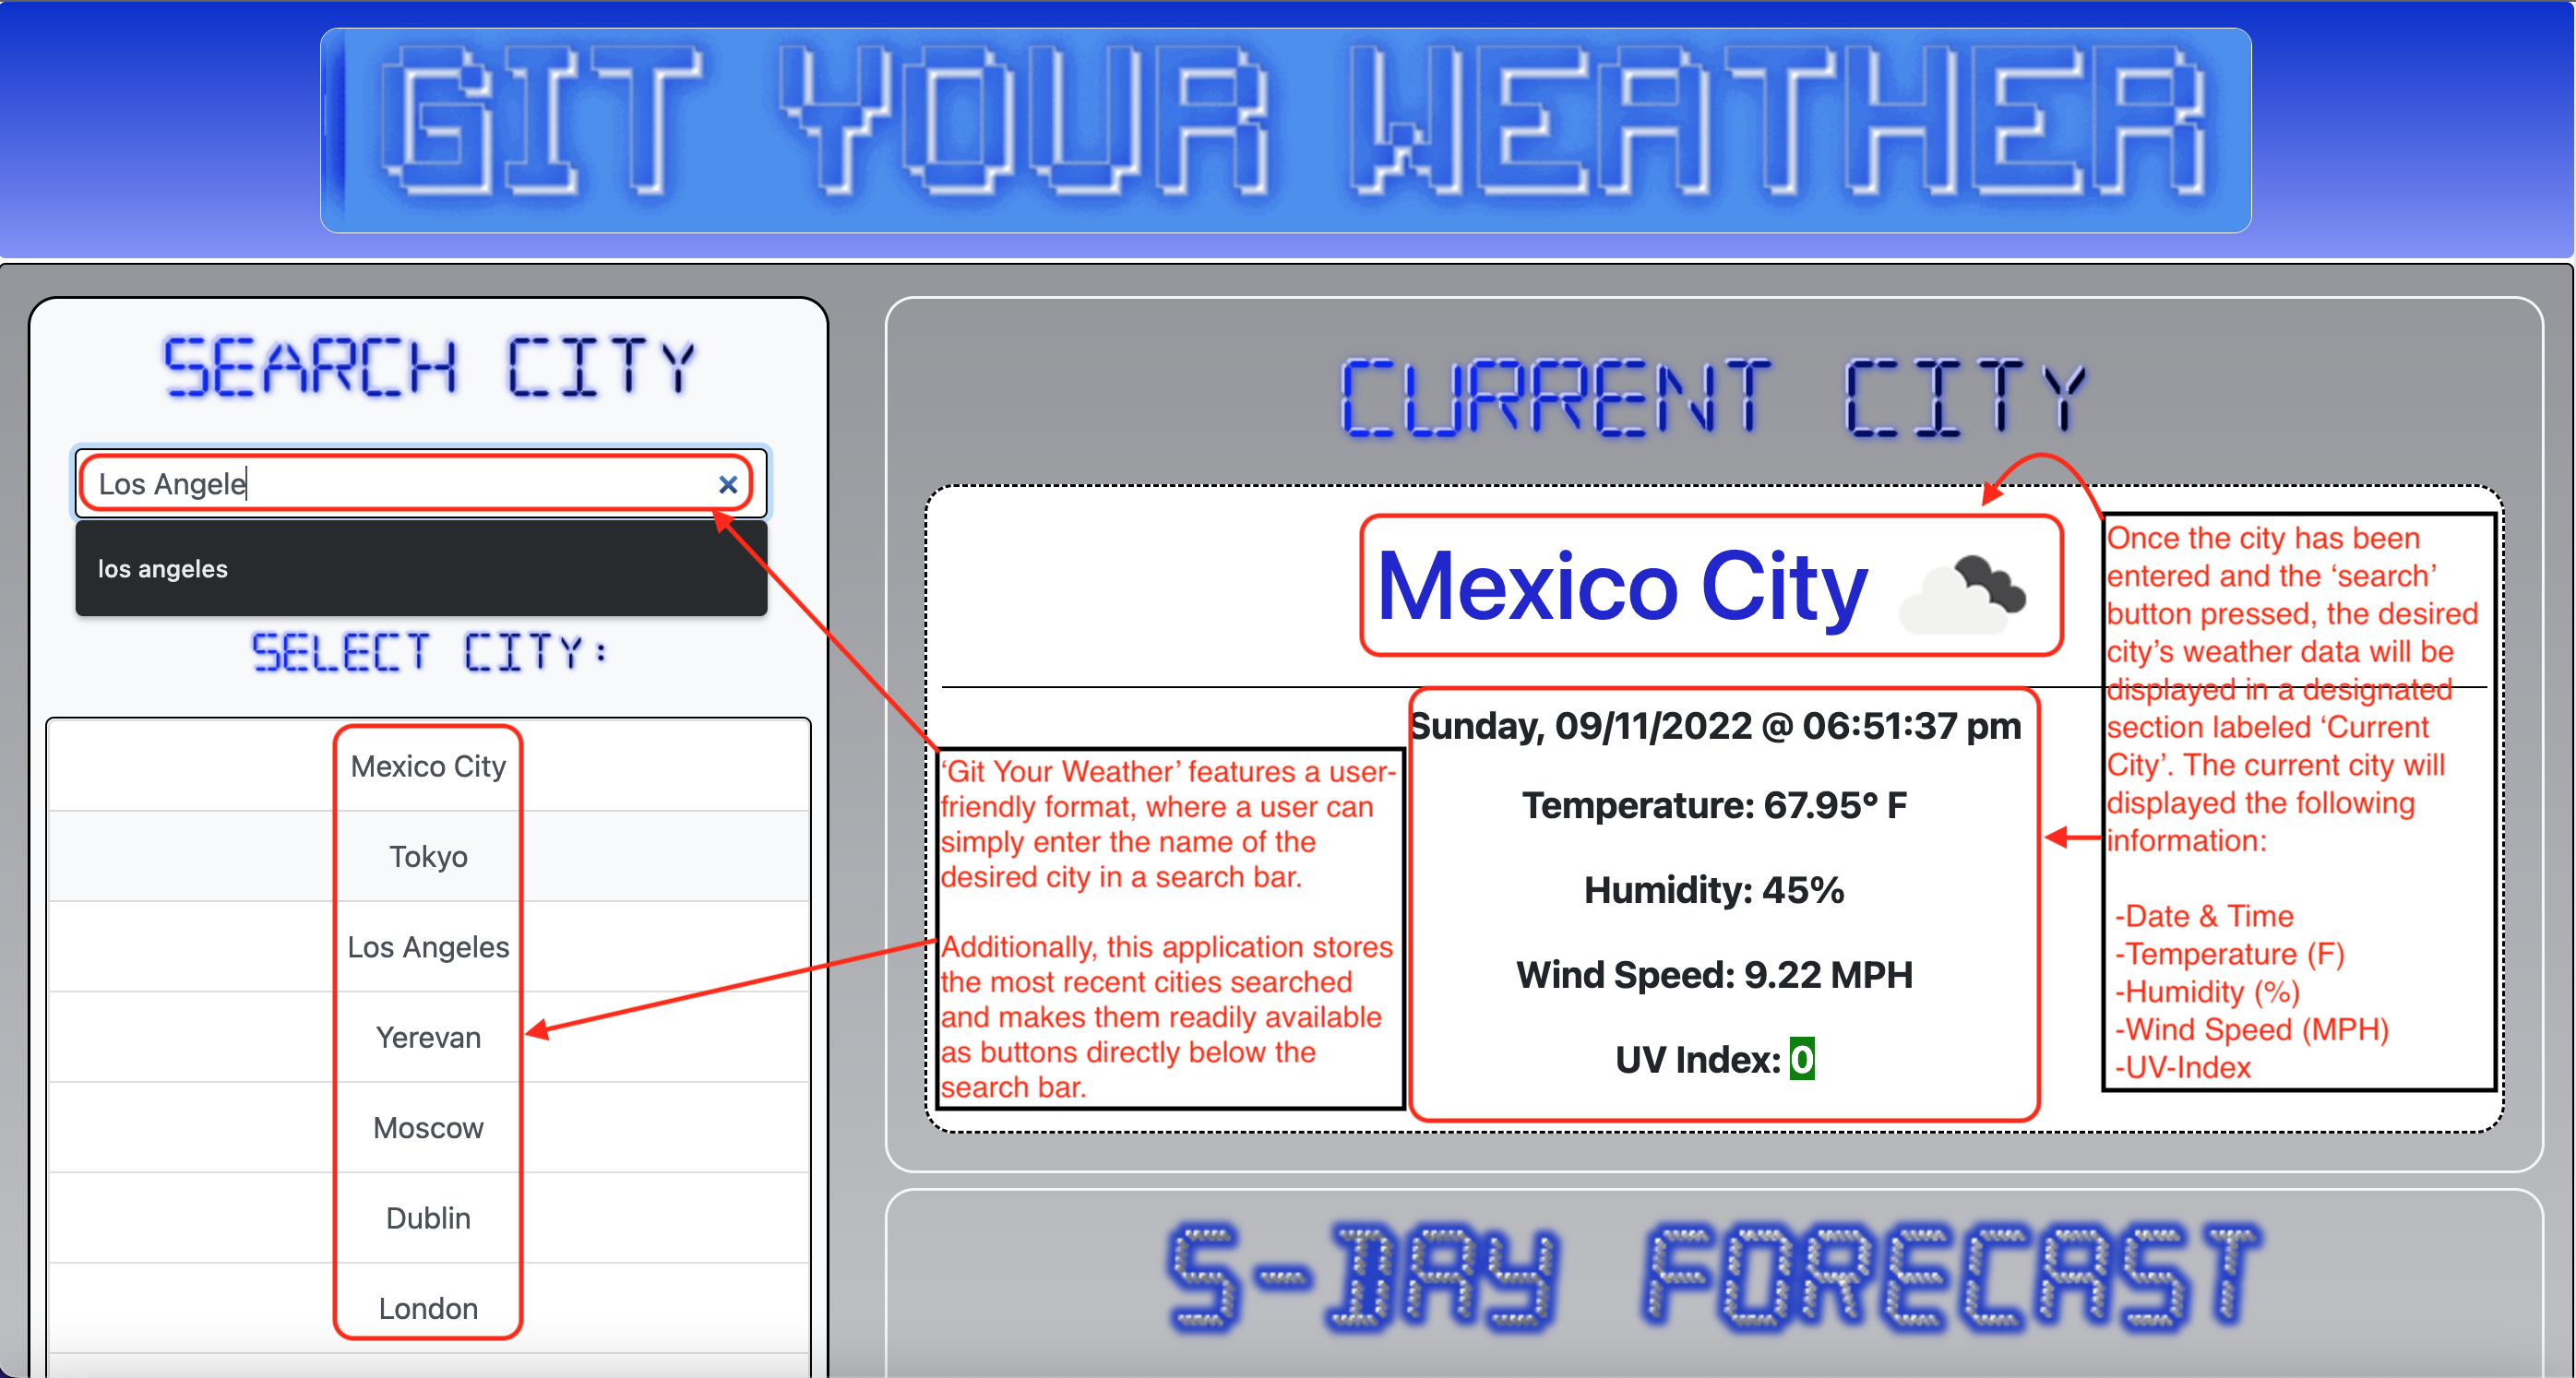 GIT YOUR WEATHER
SEARCH CITY
Los Angele
los angeles
SELECT CITY:
Mexico City
Tokyo
Los Angeles
Yerevan
Moscow
Dublin
London
CURRENT CITY
Mexico City
Sunday, 09/11/2022 @ 06:51:37 pm
Temperature: 67.95° F
Humidity: 45%
Wind Speed: 9.22 MPH
UV Index: 0
‘Git Your Weather’ features a user-
friendly format, where a user can
simply enter the name of the
desired city in a search bar.
Additionally, this application stores
the most recent cities searched
and makes them readily available
as buttons directly below the
search bar.
Once the city has been
entered and the ‘search’
button pressed, the desired
city’s weather data will be
displayed in a designated
section labeled ‘Current
City’. The current city will
displayed the following
information:
-Date & Time
-Temperature (F)
-Humidity (%)
-Wind Speed (MPH)
-UV-Index
5-DAY FORECAST